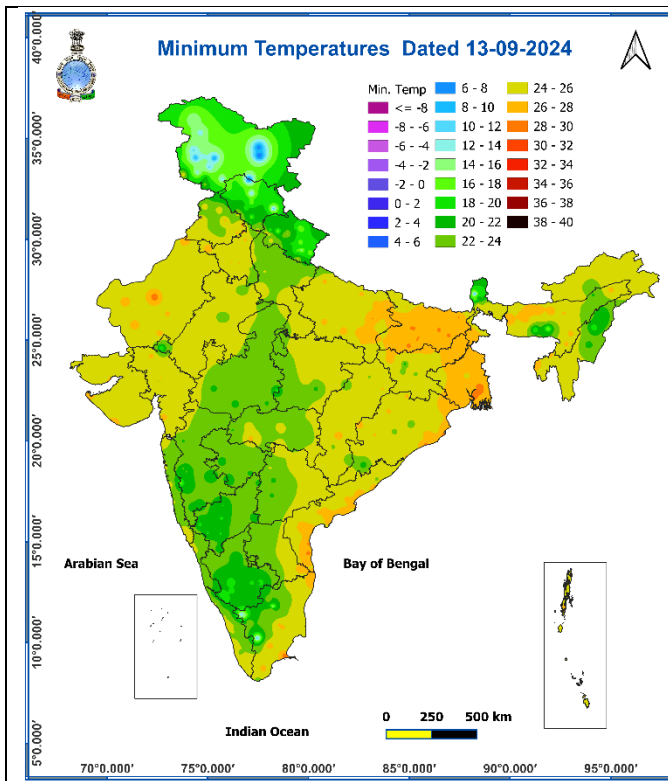 Minimum Temperatures Dated 13-09-2024
Min. Temp
<= -8
-8 - -6
-6 - -4
-4 - -2
-2 - 0
0 - 2
2 - 4
4 - 6
6 - 8
8 - 10
10 - 12
12 - 14
14 - 16
16 - 18
18 - 20
20 - 22
22 - 24
24 - 26
26 - 28
28 - 30
30 - 32
32 - 34
34 - 36
36 - 38
38 - 40
40°0.000'
35°0.000'
30°0.000'
25°0.000'
20°0.000'
15°0.000'
10°0.000'
5°0.000'
Arabian Sea
Bay of Bengal
Indian Ocean
0 250 500 km
70°0.000' 75°0.000' 80°0.000' 85°0.000' 90°0.000' 95°0.000'